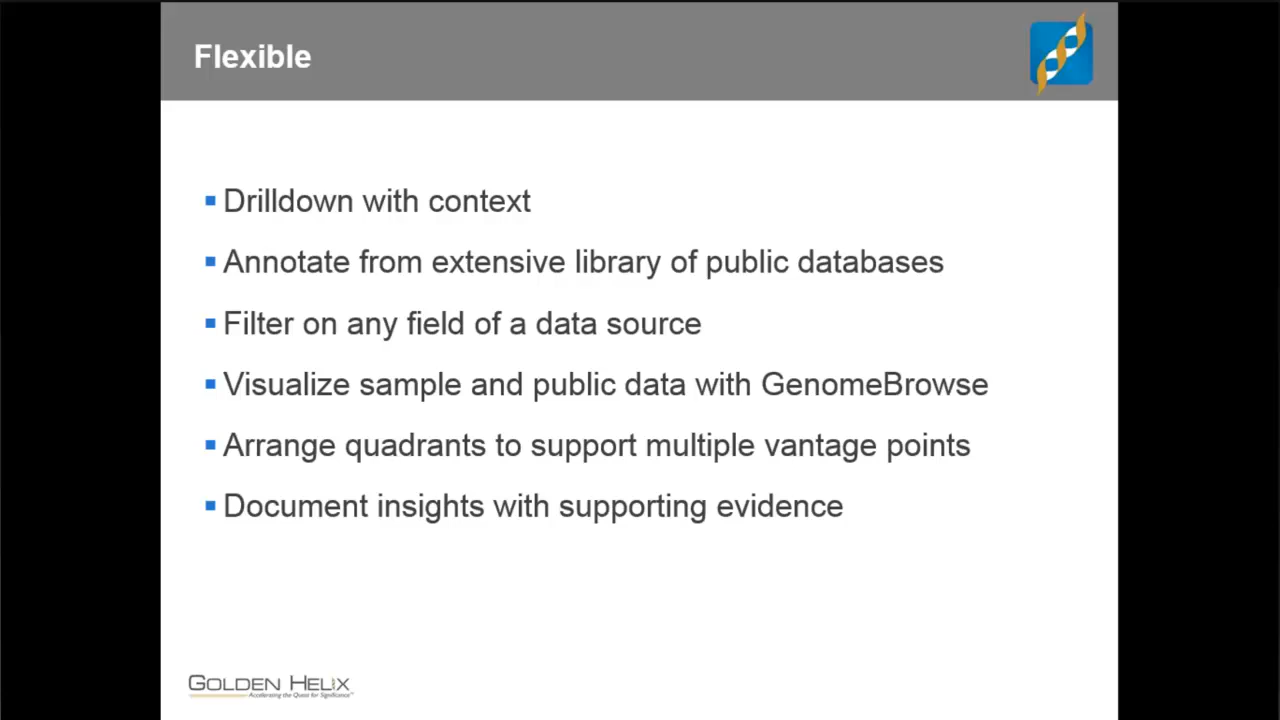 Flexible
Drilldown with context
Annotate from extensive library of public databases
Filter on any field of a data source
Visualize sample and public data with GenomeBrowse
Arrange quadrants to support multiple vantage points
Document insights with supporting evidence
GOLDEN HELIX
Accelerating the Quest for Significance™